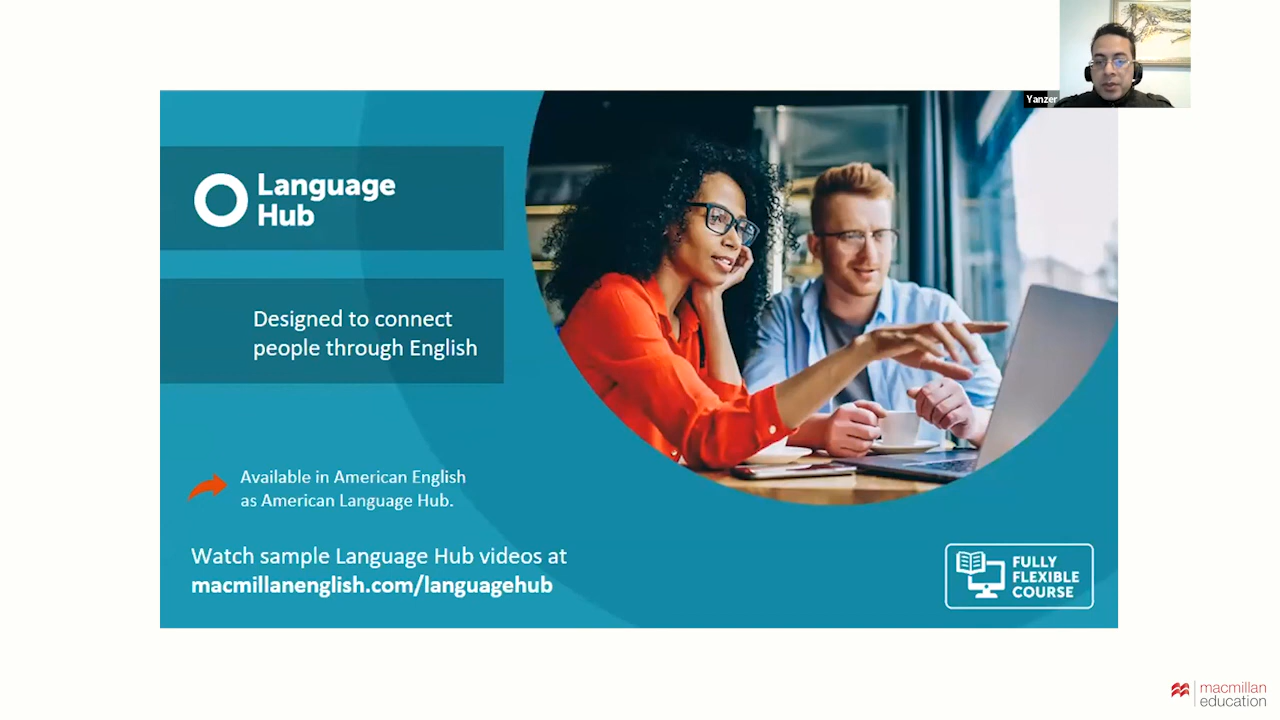 Yanzer
Language
Hub
Designed to connect
people through English
Available in American English
as American Language Hub.
Watch sample Language Hub videos at
macmillanenglish.com/languagehub
FULLY
FLEXIBLE
COURSE
macmillan
education